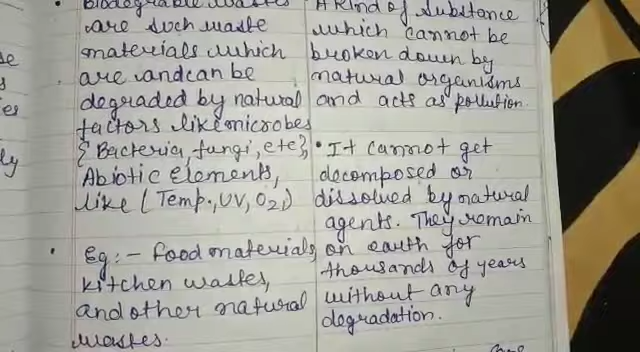 Biodegradable wastes
are such waste
materials which
are and can be
degraded by natural
factors like microbes
{ Bacteria, fungi, etc},
Abiotic Elements,
like ( Temp., UV, O2,)
Eg:- food materials,
kitchen wastes,
and other natural
wastes.
A kind of substance
which cannot be
broken down by
natural organisms
and acts as pollution.
• It cannot get
decomposed or
dissolved by natural
agents. They remain
on earth for
thousands of years
without any
degradation.